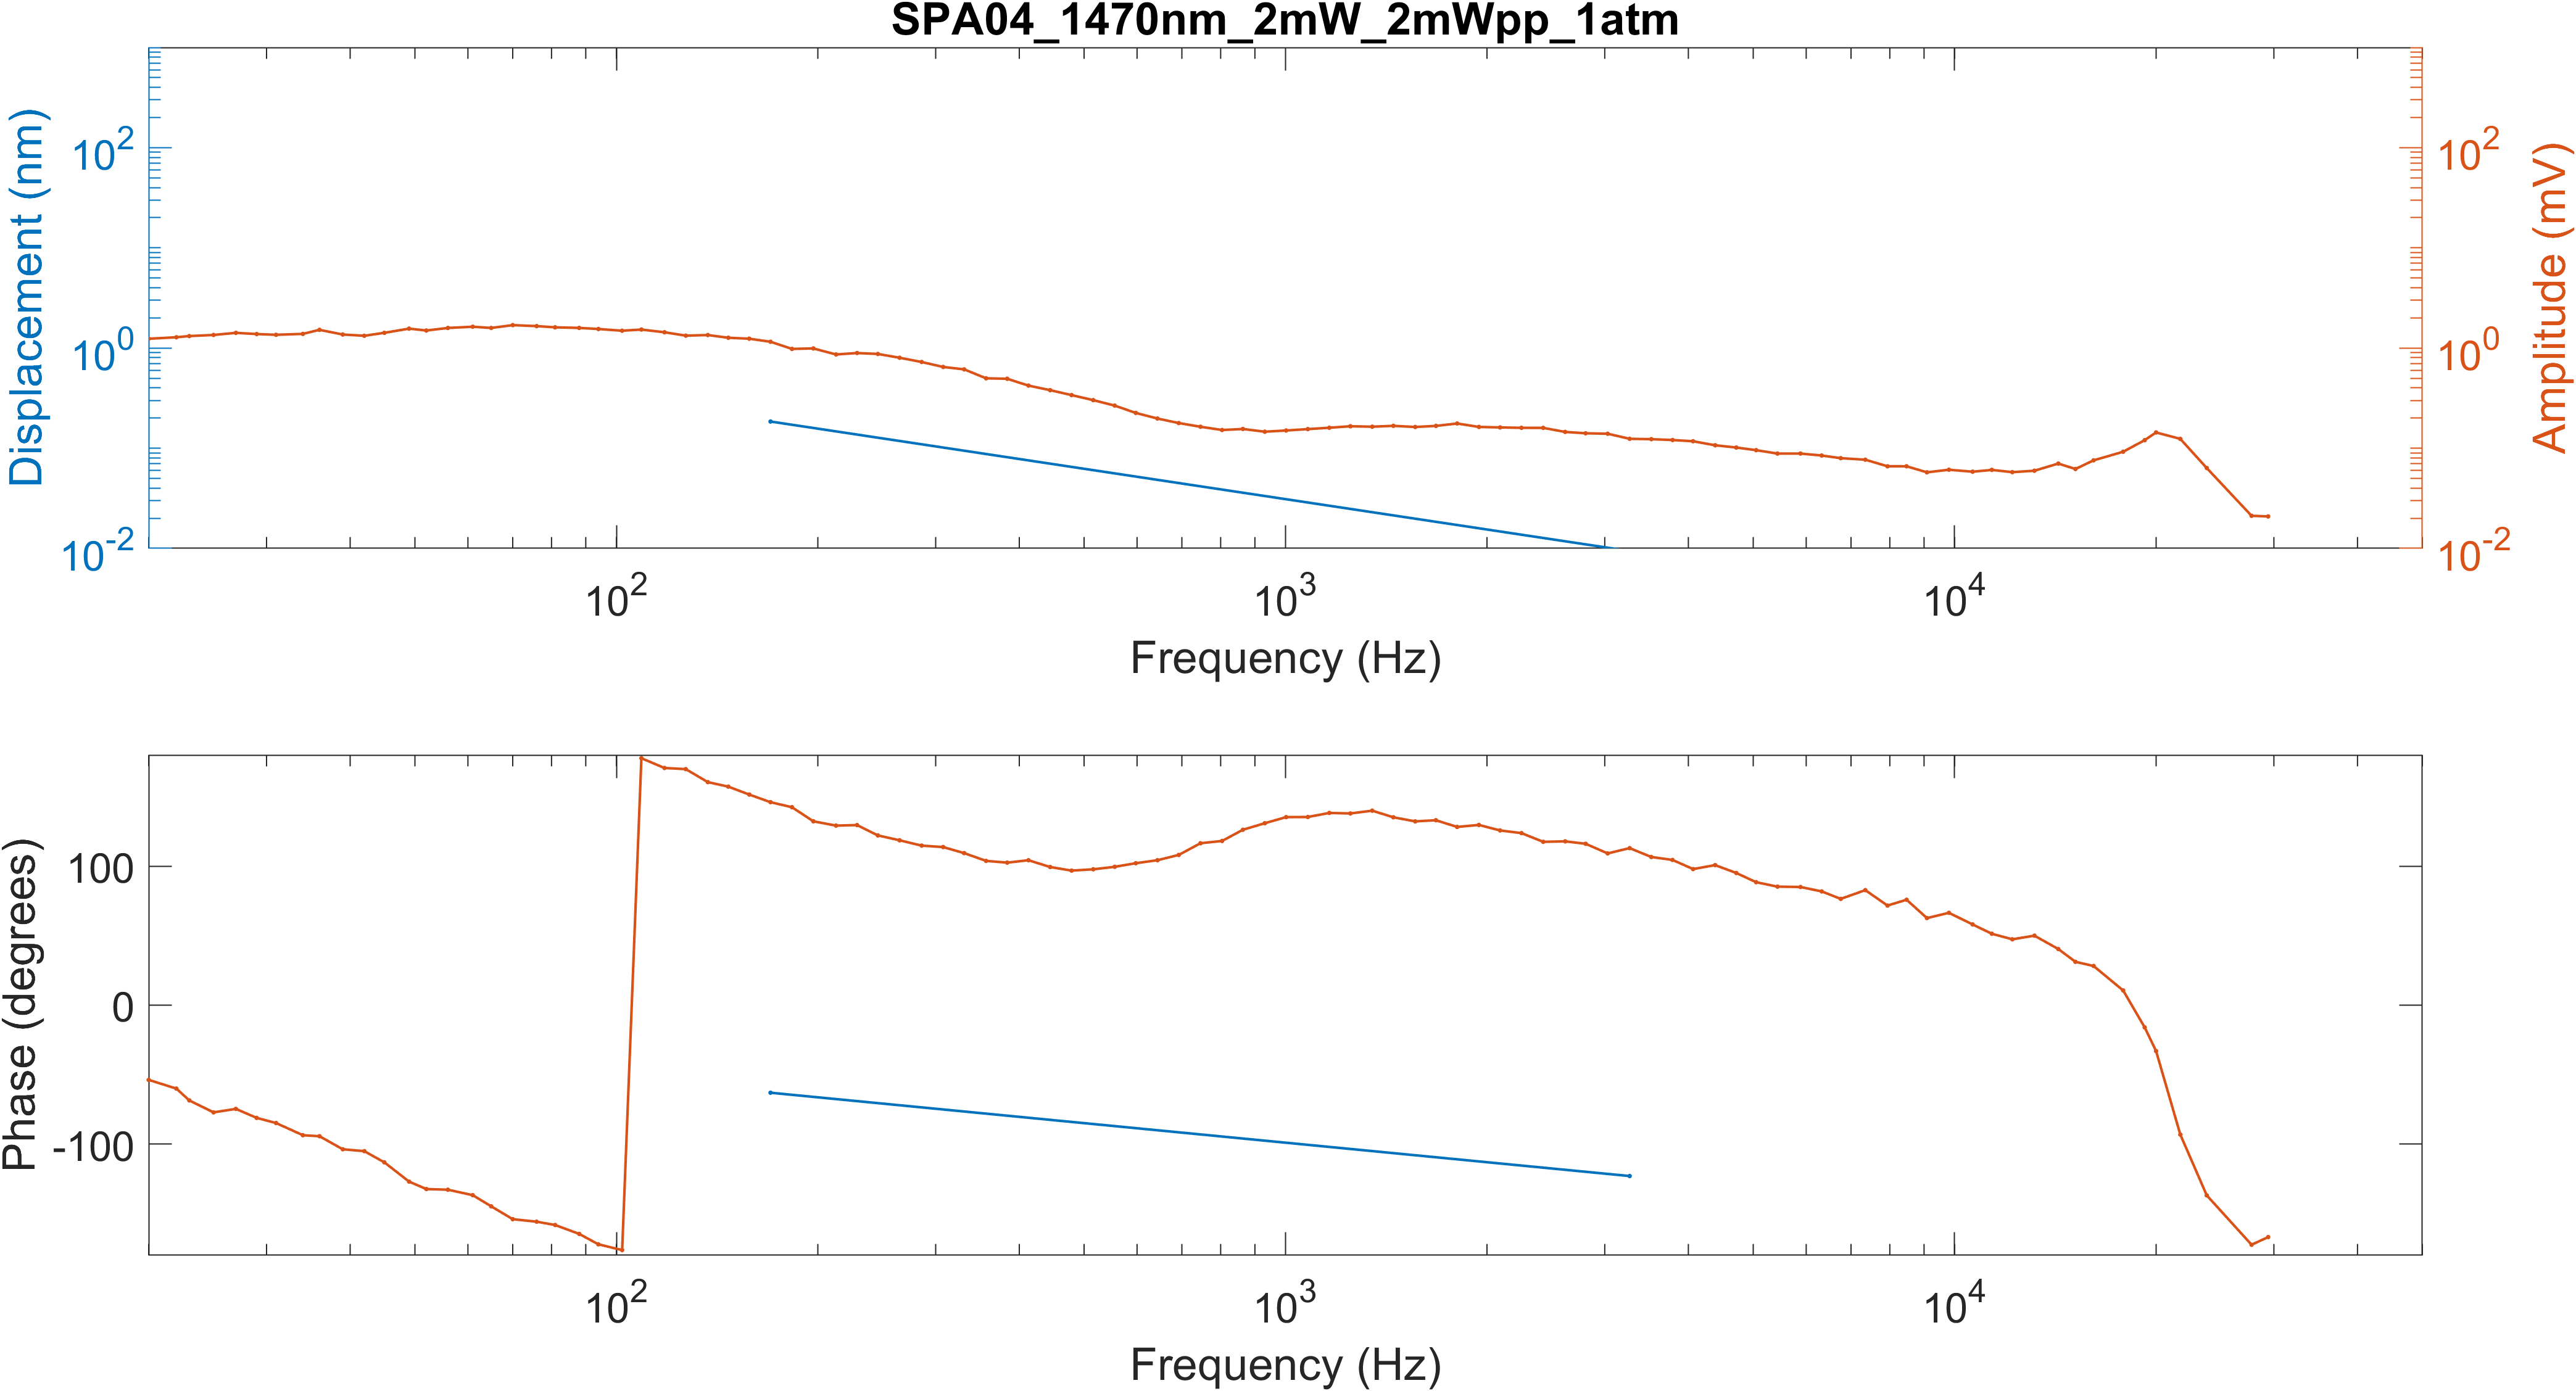 SPA04_1470nm_2mW_2mWpp_1atm
Displacement (nm)
10^2
10^0
10^-2
Amplitude (mV)
10^2
10^0
10^-2
10^2
10^3
10^4
Frequency (Hz)
Phase (degrees)
100
0
-100
10^2
10^3
10^4
Frequency (Hz)